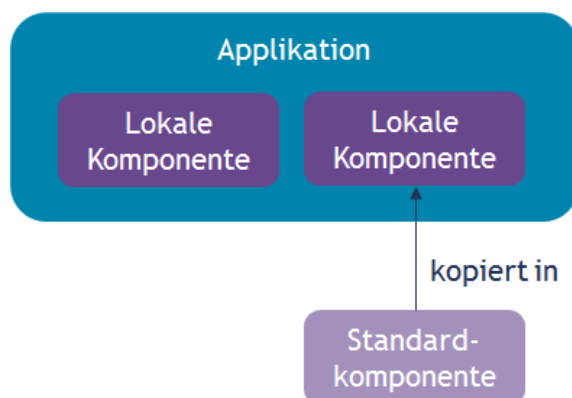 Applikation
Lokale
Komponente
Lokale
Komponente
kopiert in
Standard-
komponente